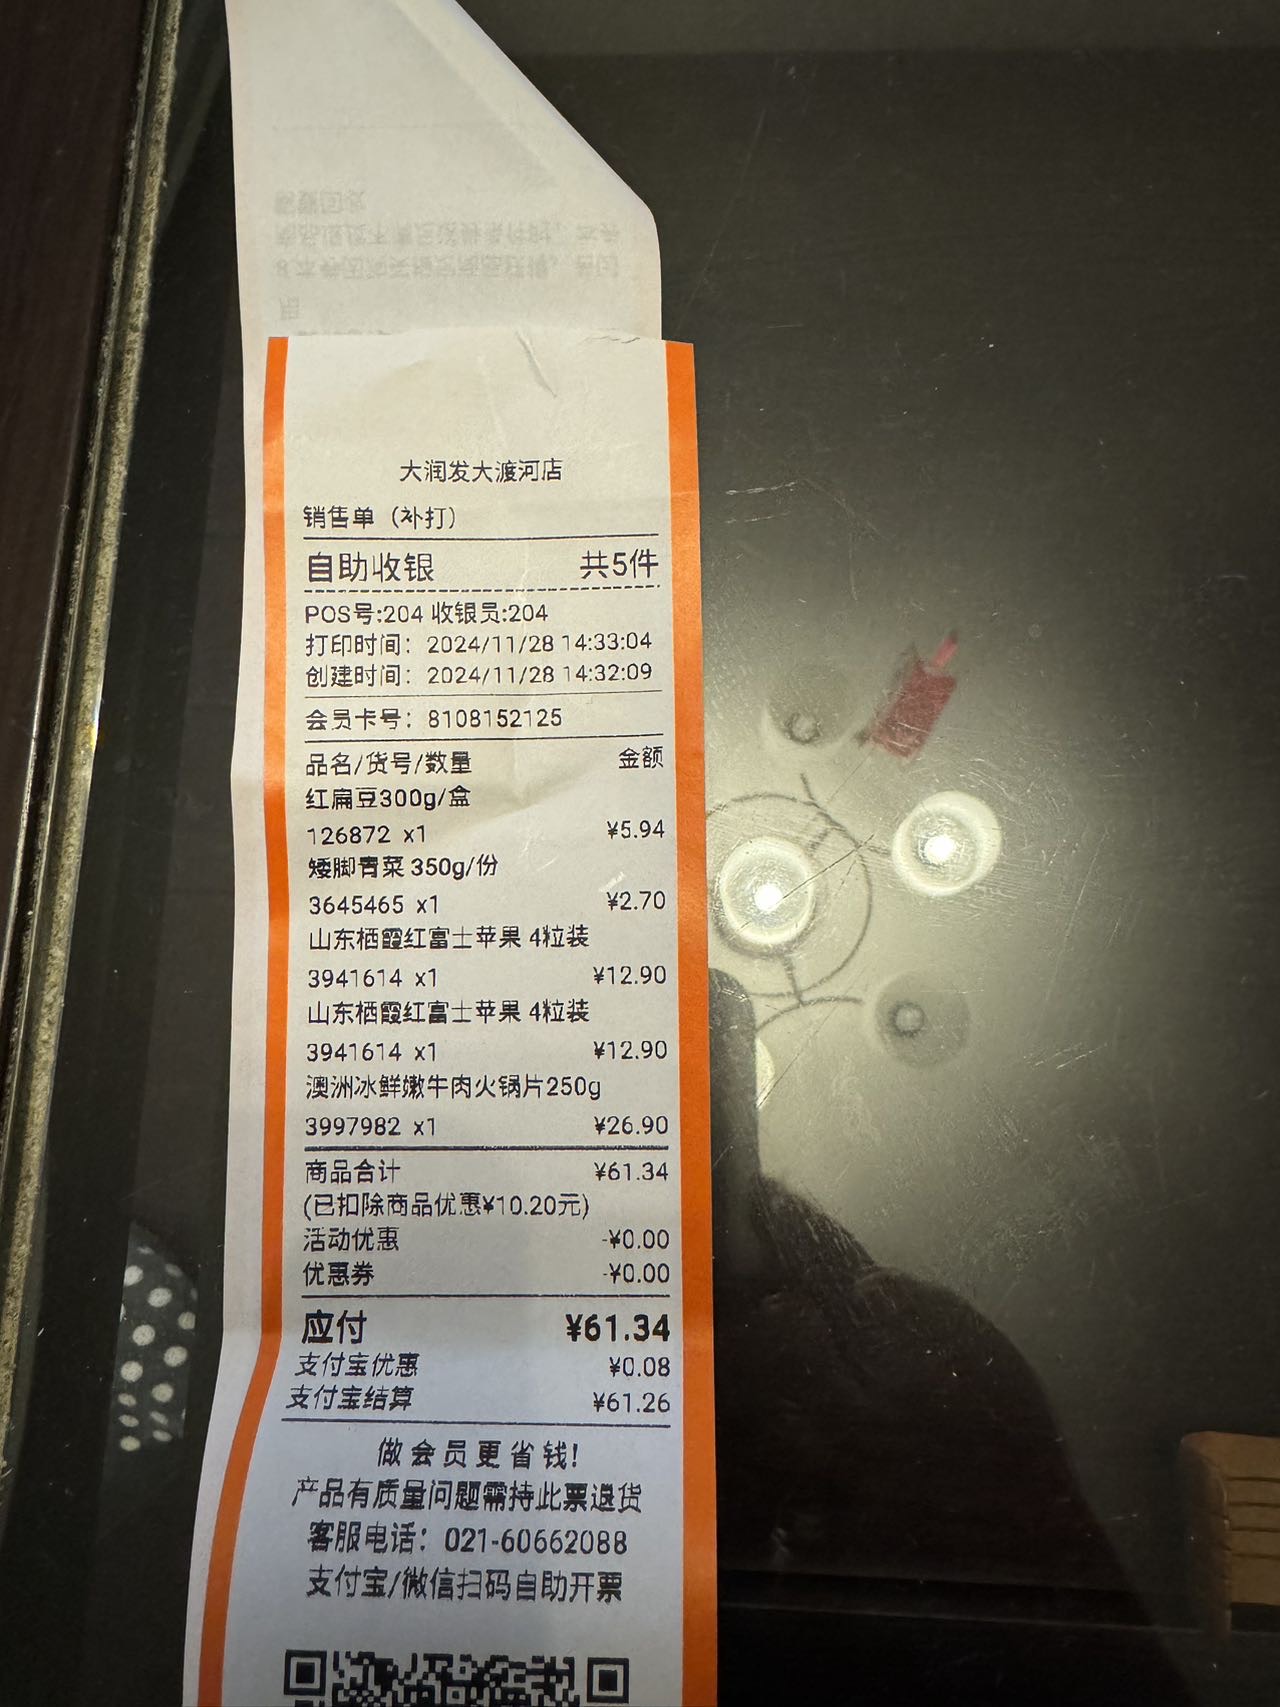 大润发大渡河店
销售单（补打）
自助收银 共5件
POS号:204 收银员:204
打印时间：2024/11/28 14:33:04
创建时间：2024/11/28 14:32:09
会员卡号：8108152125
品名/货号/数量 金额
红扁豆300g/盒
126872 x1 ¥5.94
矮脚青菜 350g/份
3645465 x1 ¥2.70
山东栖霞红富士苹果 4粒装
3941614 x1 ¥12.90
山东栖霞红富士苹果 4粒装
3941614 x1 ¥12.90
澳洲冰鲜嫩牛肉火锅片250g
3997982 x1 ¥26.90
商品合计 ¥61.34
(已扣除商品优惠¥10.20元)
活动优惠 -¥0.00
优惠券 -¥0.00
应付 ¥61.34
支付宝优惠 ¥0.08
支付宝结算 ¥61.26
做会员更省钱!
产品有质量问题需持此票退货
客服电话：021-60662088
支付宝/微信扫码自助开票